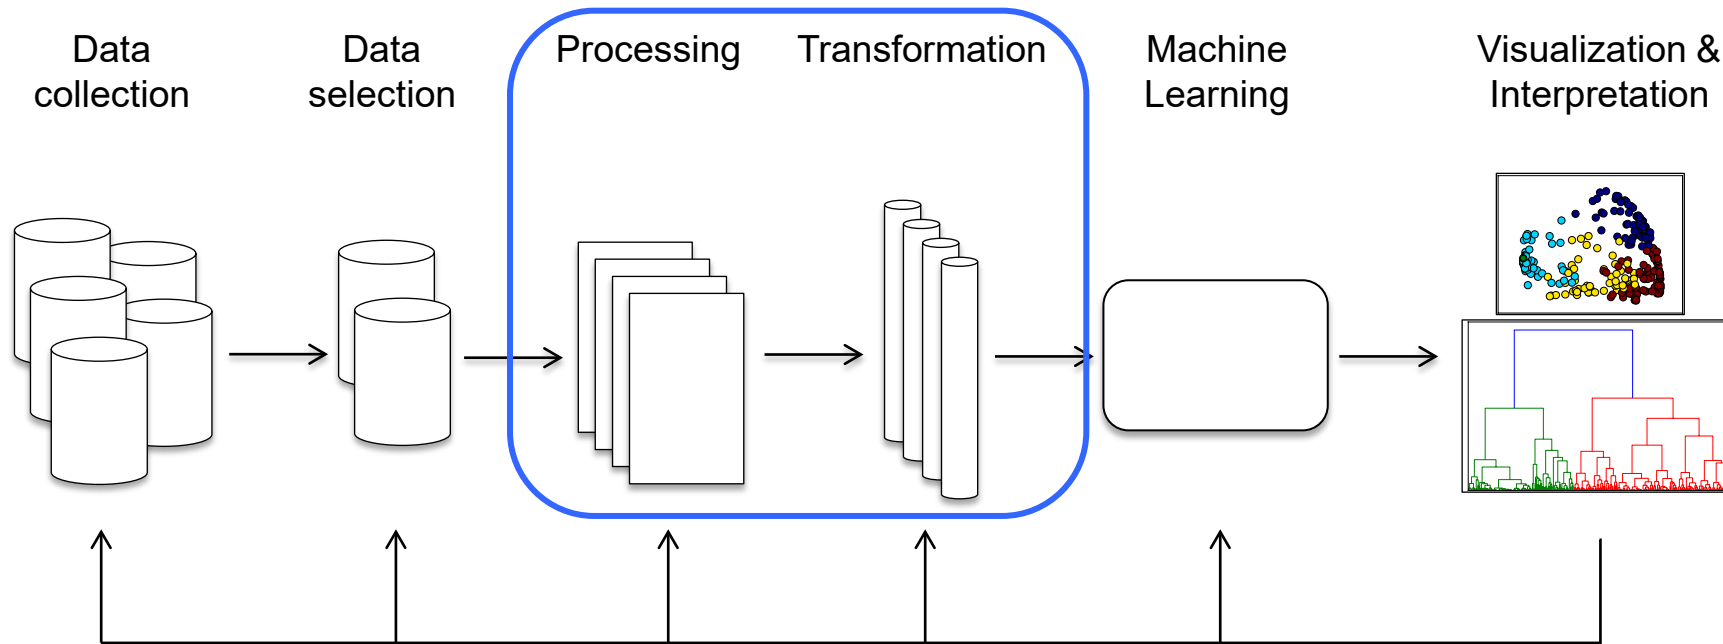 Data
collection
Data
selection
Processing
Transformation
Machine
Learning
Visualization &
Interpretation